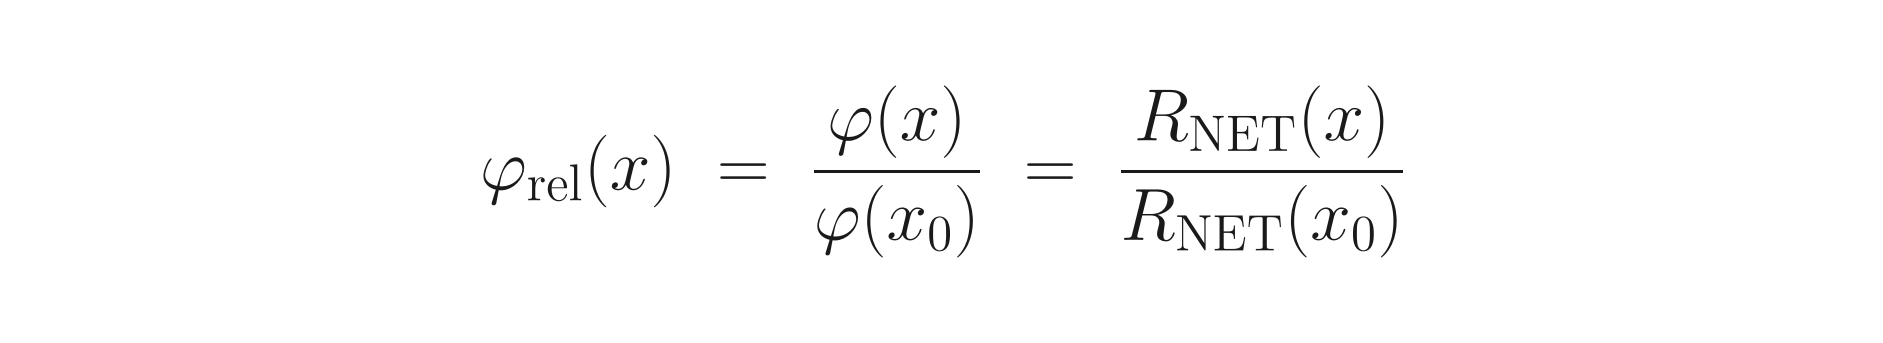 φ_rel(x) = φ(x)/φ(x_0) = R_NET(x)/R_NET(x_0)